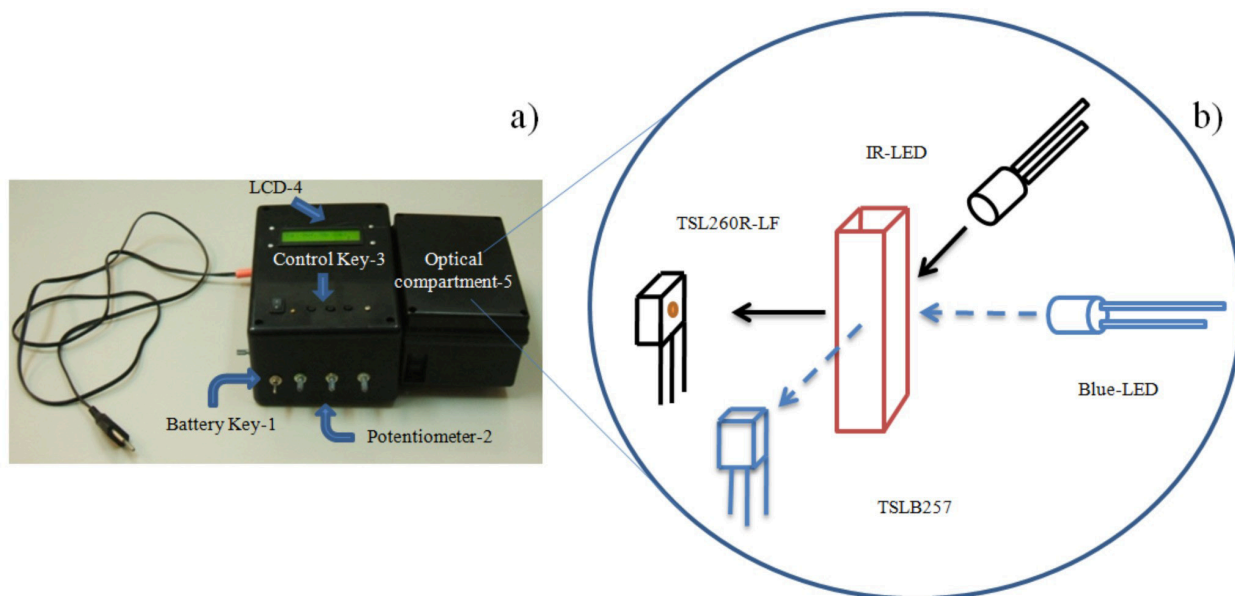 a)
LCD-4
Control Key-3
Optical
compartment-5
Battery Key-1
Potentiometer-2
b)
IR-LED
TSL260R-LF
Blue-LED
TSLB257